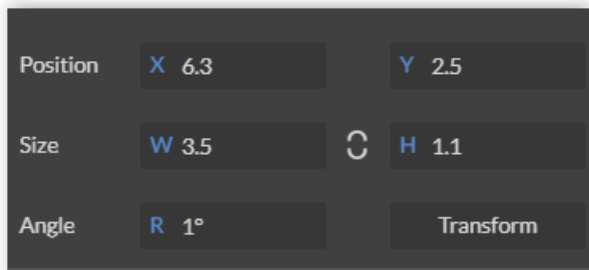 Position X 6.3 Y 2.5
Size W 3.5 H 1.1
Angle R 1° Transform